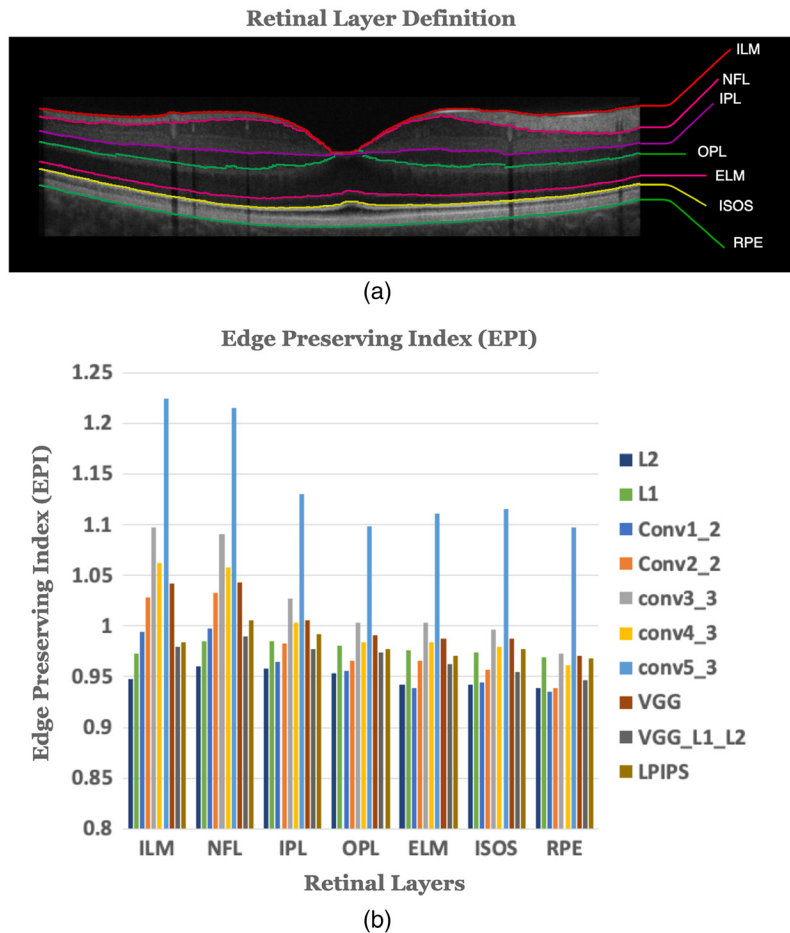 Retinal Layer Definition
ILM
NFL
IPL
OPL
ELM
ISOS
RPE
(a)
Edge Preserving Index (EPI)
Edge Preserving Index (EPI)
1.25
1.2
1.15
1.1
1.05
1
0.95
0.9
0.85
0.8
ILM NFL IPL OPL ELM ISOS RPE
Retinal Layers
L2
L1
Conv1_2
Conv2_2
conv3_3
conv4_3
conv5_3
VGG
VGG_L1_L2
LPIPS
(b)